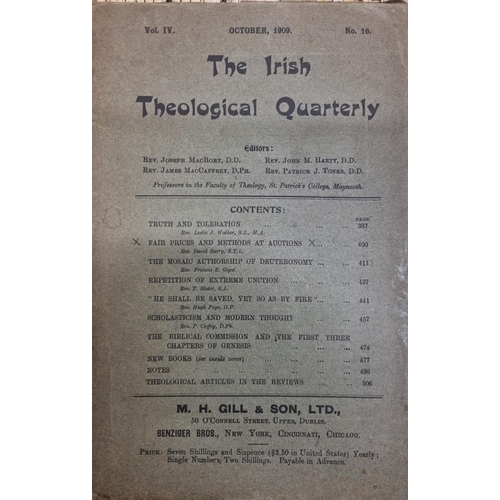 Vol. IV. OCTOBER, 1909. No. 16.
The Irish
Theological Quarterly
Editors:
Rev. Joseph MacRory, D.D. Rev. John M. Harty, D.D.
Rev. James MacCaffrey, D.Ph. Rev. Patrick J. Toner, D.D.
Professors in the Faculty of Theology, St. Patrick's College, Maynooth.
CONTENTS:
PAGE
TRUTH AND TOLERATION ... ... ... ... 387
Rev. Leslie J. Walker, S.J., M.A.
X FAIR PRICES AND METHODS AT AUCTIONS X ... ... 400
Rev. David Barry, S.T.L.
THE MOSAIC AUTHORSHIP OF DEUTERONOMY ... ... 411
Rev. Francis E. Gigot.
REPETITION OF EXTREME UNCTION ... ... ... 427
Rev. T. Slater, S.J.
"HE SHALL BE SAVED, YET SO AS BY FIRE" ... ... 441
Rev. Hugh Pope, O.P.
SCHOLASTICISM AND MODERN THOUGHT ... ... ... 457
Rev. P. Coffey, D.Ph.
THE BIBLICAL COMMISSION AND THE FIRST THREE
CHAPTERS OF GENESIS ... ... ... ... 474
NEW BOOKS (see inside cover) ... ... ... ... 477
NOTES ... ... ... ... ... ...
THEOLOGICAL ARTICLES IN THE REVIEWS ... ... 506
M. H. GILL & SON, LTD.,
50 O'Connell Street, Upper, Dublin.
BENZIGER BROS., New York, Cincinnati, Chicago.
Price: Seven Shillings and Sixpence ($2.50 in United States) Yearly;
Single Numbers, Two Shillings. Payable in Advance.